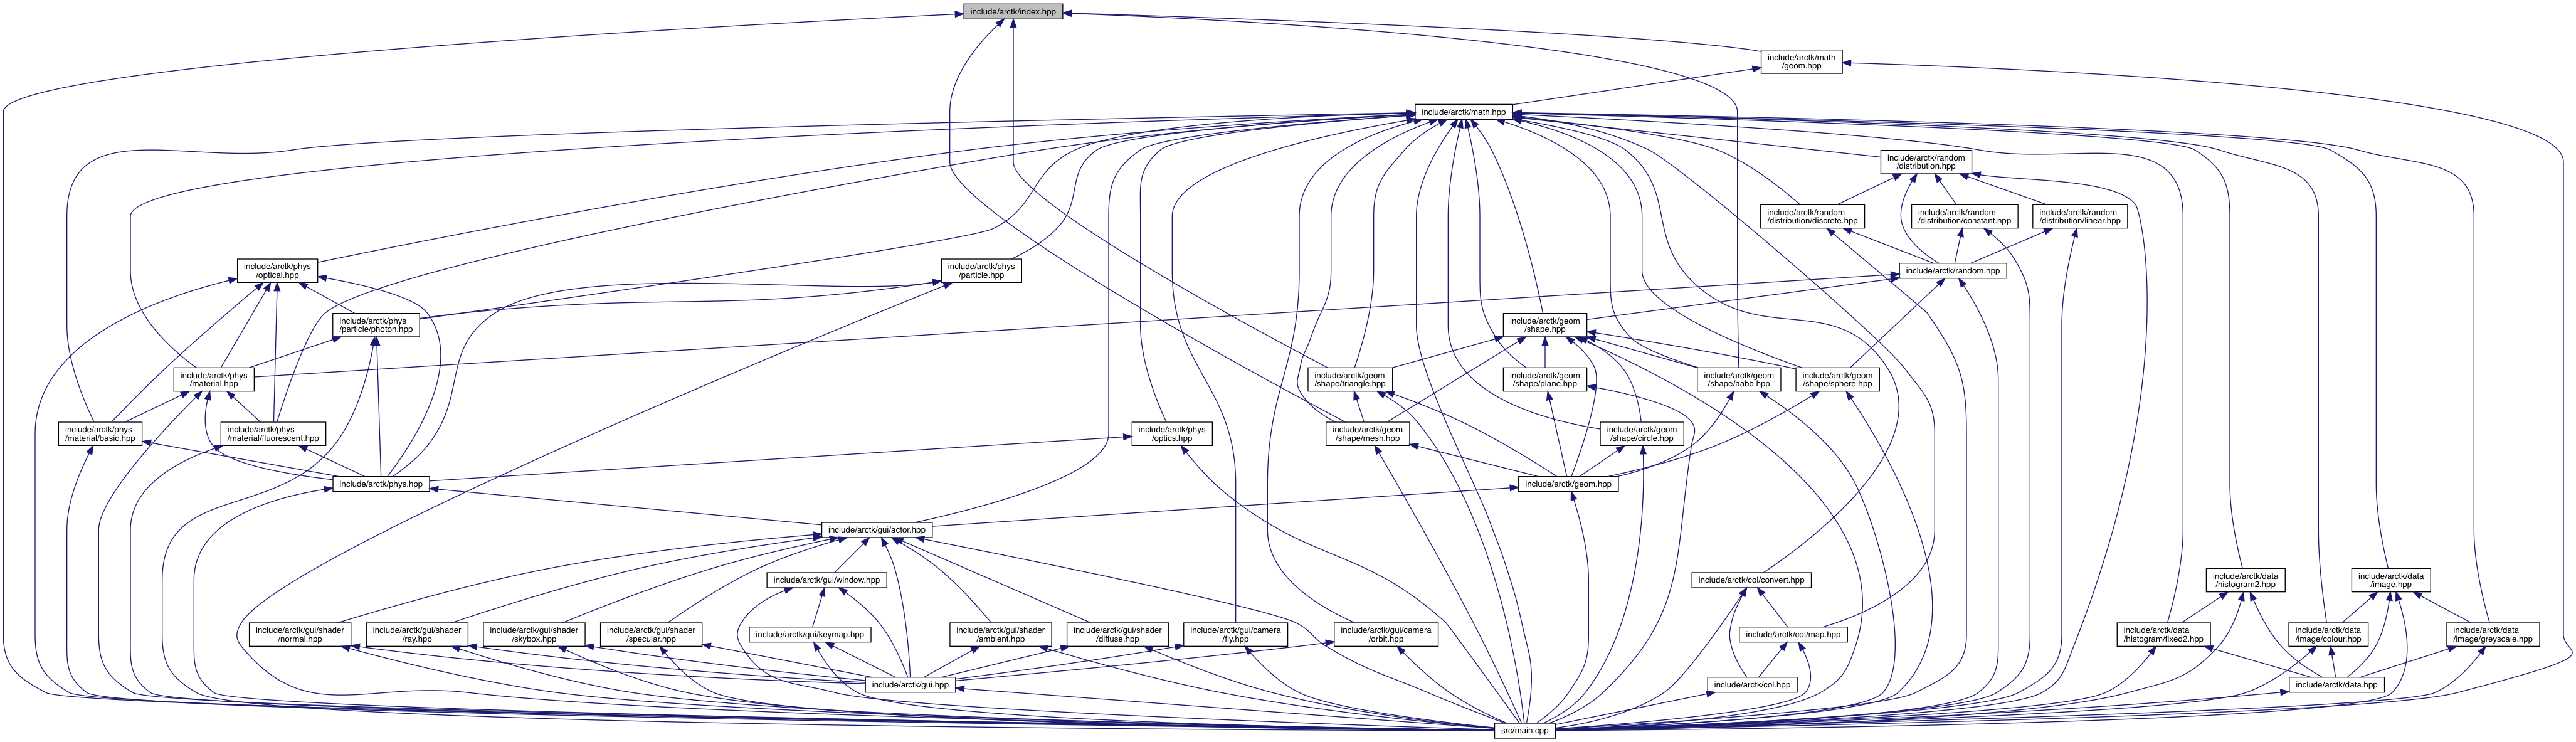 include/arctk/index.hpp
include/arctk/math
/geom.hpp
include/arctk/math.hpp
include/arctk/random
/distribution.hpp
include/arctk/random
/distribution/discrete.hpp
include/arctk/random
/distribution/constant.hpp
include/arctk/random
/distribution/linear.hpp
include/arctk/phys
/optical.hpp
include/arctk/phys
/particle.hpp
include/arctk/random.hpp
include/arctk/phys
/particle/photon.hpp
include/arctk/geom
/shape.hpp
include/arctk/phys
/material.hpp
include/arctk/geom
/shape/triangle.hpp
include/arctk/geom
/shape/plane.hpp
include/arctk/geom
/shape/aabb.hpp
include/arctk/geom
/shape/sphere.hpp
include/arctk/phys
/material/basic.hpp
include/arctk/phys
/material/fluorescent.hpp
include/arctk/phys
/optics.hpp
include/arctk/geom
/shape/mesh.hpp
include/arctk/geom
/shape/circle.hpp
include/arctk/phys.hpp
include/arctk/geom.hpp
include/arctk/gui/actor.hpp
include/arctk/gui/window.hpp
include/arctk/col/convert.hpp
include/arctk/data
/histogram2.hpp
include/arctk/data
/image.hpp
include/arctk/gui/shader
/normal.hpp
include/arctk/gui/shader
/ray.hpp
include/arctk/gui/shader
/skybox.hpp
include/arctk/gui/shader
/specular.hpp
include/arctk/gui/keymap.hpp
include/arctk/gui/shader
/ambient.hpp
include/arctk/gui/shader
/diffuse.hpp
include/arctk/gui/camera
/fly.hpp
include/arctk/gui/camera
/orbit.hpp
include/arctk/col/map.hpp
include/arctk/data
/histogram/fixed2.hpp
include/arctk/data
/image/colour.hpp
include/arctk/data
/image/greyscale.hpp
include/arctk/gui.hpp
include/arctk/col.hpp
include/arctk/data.hpp
src/main.cpp